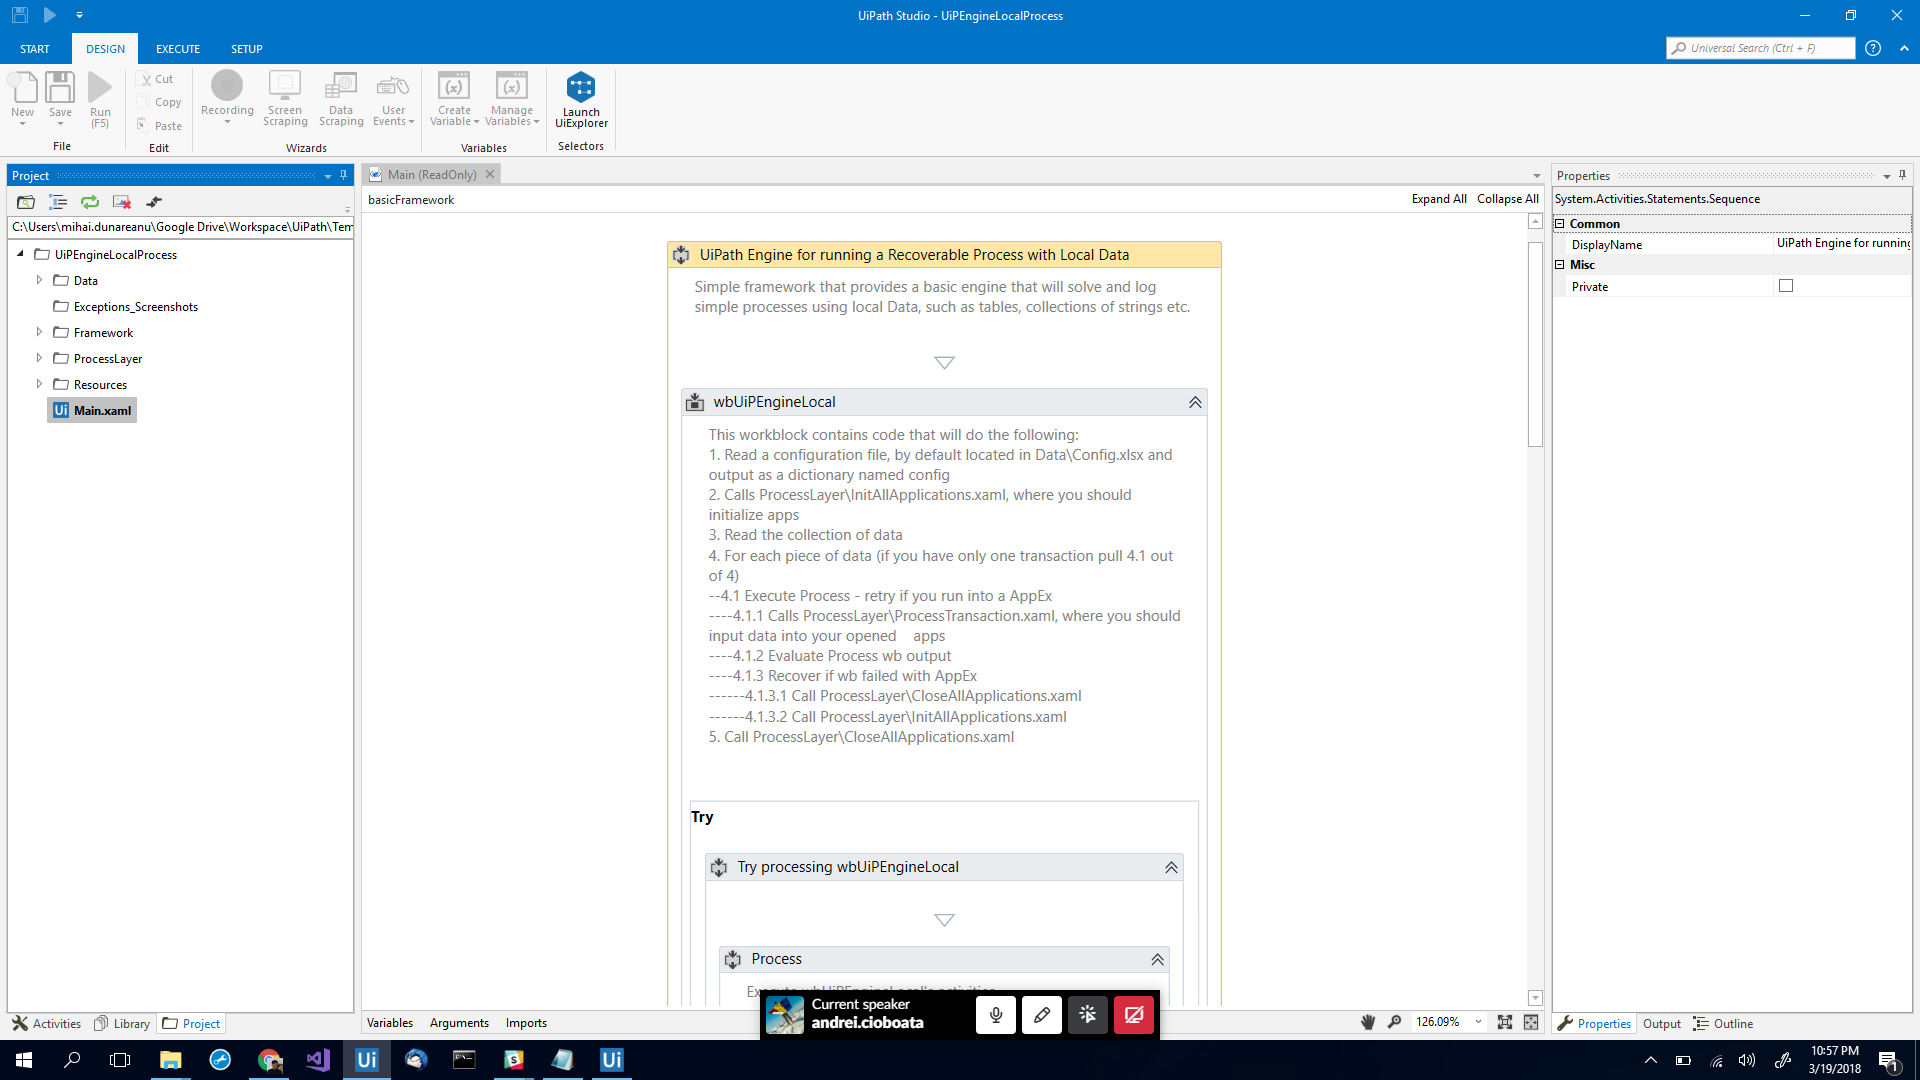 UiPath Studio - UiPEngineLocalProcess
START
DESIGN
EXECUTE
SETUP
Universal Search (Ctrl + F)
New
Save
Run
(F5)
File
Cut
Copy
Paste
Edit
Recording
Screen
Scraping
Data
Scraping
User
Events
Wizards
Create
Variable
Manage
Variables
Variables
Launch
UiExplorer
Selectors
Project
C:\Users\mihai.dunareanu\Google Drive\Workspace\UiPath\Tem
UiPEngineLocalProcess
Data
Exceptions_Screenshots
Framework
ProcessLayer
Resources
Ui Main.xaml
Activities
Library
Project
Main (ReadOnly)
basicFramework
Expand All
Collapse All
UiPath Engine for running a Recoverable Process with Local Data
Simple framework that provides a basic engine that will solve and log
simple processes using local Data, such as tables, collections of strings etc.
wbUiPEngineLocal
This workblock contains code that will do the following:
1. Read a configuration file, by default located in Data\Config.xlsx and
output as a dictionary named config
2. Calls ProcessLayer\InitAllApplications.xaml, where you should
initialize apps
3. Read the collection of data
4. For each piece of data (if you have only one transaction pull 4.1 out
of 4)
--4.1 Execute Process - retry if you run into a AppEx
----4.1.1 Calls ProcessLayer\ProcessTransaction.xaml, where you should
input data into your opened apps
----4.1.2 Evaluate Process wb output
----4.1.3 Recover if wb failed with AppEx
------4.1.3.1 Call ProcessLayer\CloseAllApplications.xaml
------4.1.3.2 Call ProcessLayer\InitAllApplications.xaml
5. Call ProcessLayer\CloseAllApplications.xaml
Try
Try processing wbUiPEngineLocal
Process
Current speaker
andrei.cioboata
Variables
Arguments
Imports
126.09%
Properties
System.Activities.Statements.Sequence
Common
DisplayName
UiPath Engine for running
Misc
Private
Properties
Output
Outline
Ui
Ui
10:57 PM
3/19/2018
1